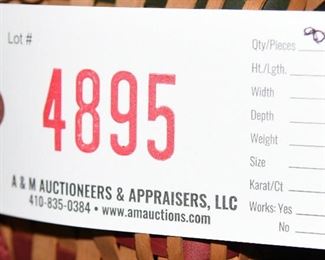 Lot #
4895
A & M AUCTIONEERS & APPRAISERS, LLC
410-835-0384 • www.amauctions.com
Qty/Pieces
Ht./Lgth.
Width
Depth
Weight
Size
Karat/Ct
Works: Yes
No